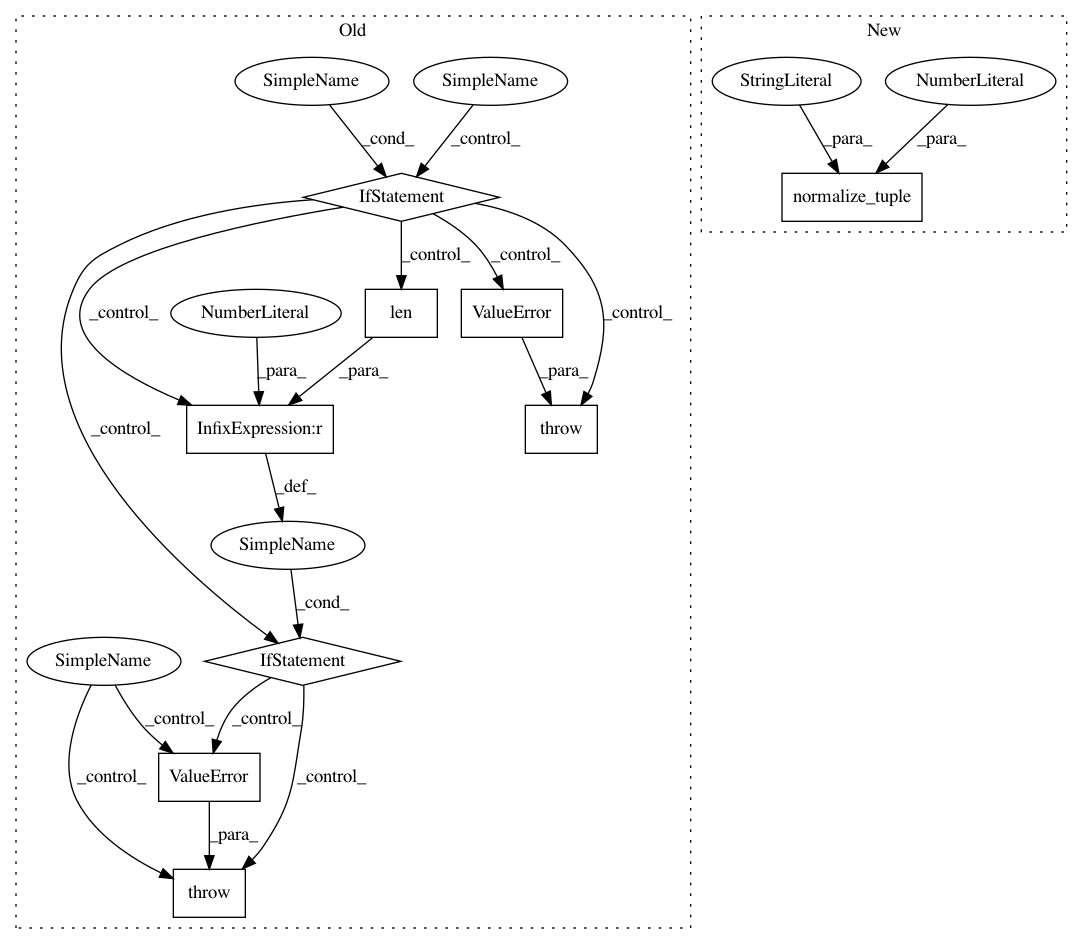 Old
New
SimpleName
SimpleName
StringLiteral
NumberLiteral
_cond_
_control_
_para_
_para_
IfStatement
normalize_tuple
_control_
_control_
NumberLiteral
len
ValueError
_control_
_control_
_para_
_para_
_para_
_control_
InfixExpression:r
throw
_def_
SimpleName
_cond_
SimpleName
IfStatement
_control_
_control_
_control_
ValueError
_control_
_para_
throw